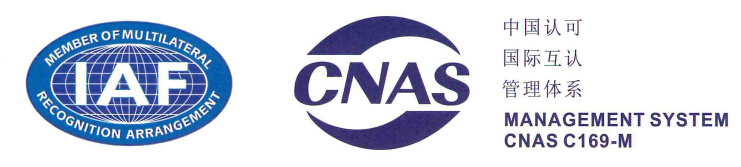 MEMBER OF MULTILATERAL
IAF
RECOGNITION ARRANGEMENT
CNAS
中国认可
国际互认
管理体系
MANAGEMENT SYSTEM
CNAS C169-M